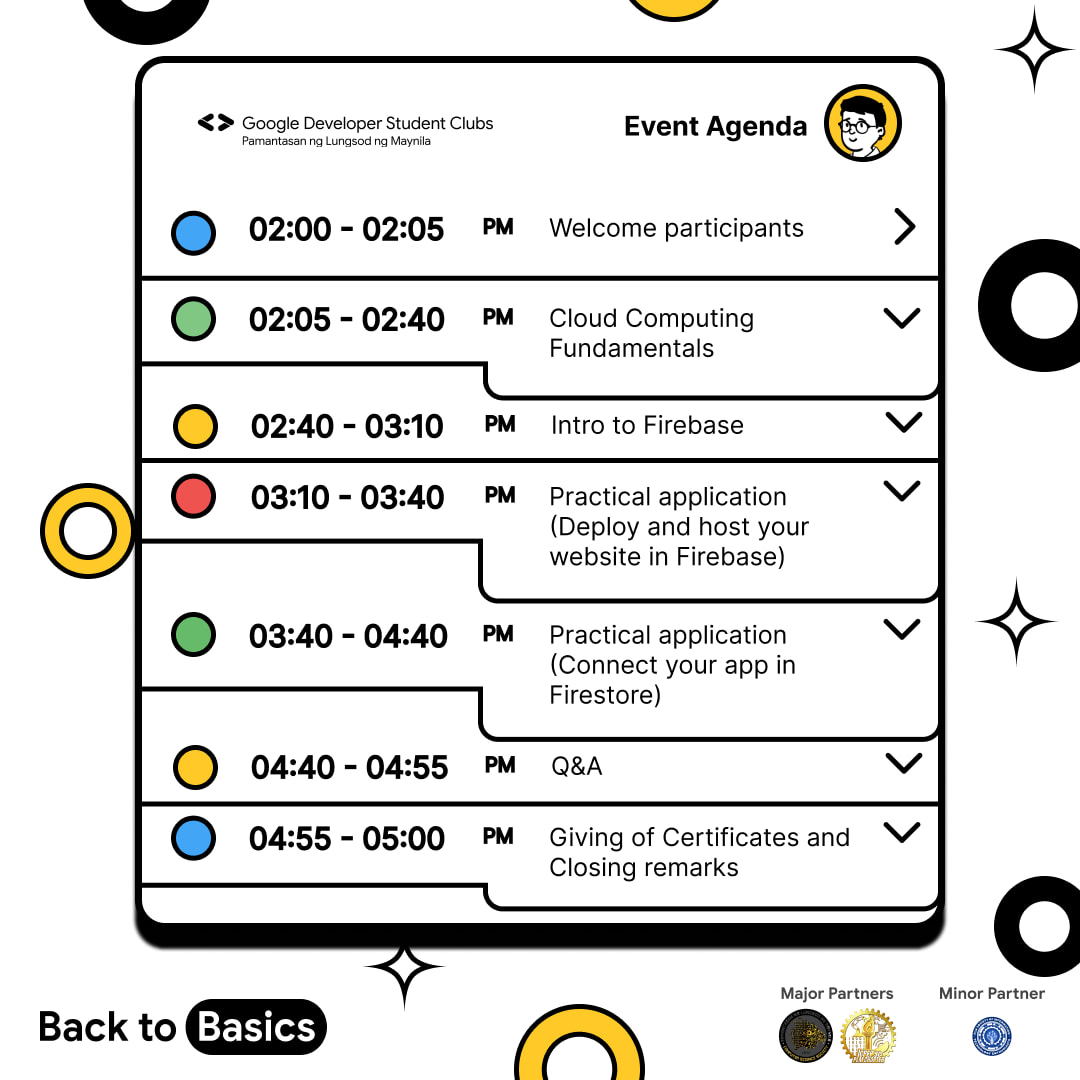 <> Google Developer Student Clubs
Pamantasan ng Lungsod ng Maynila
Event Agenda
02:00 - 02:05 PM Welcome participants
02:05 - 02:40 PM Cloud Computing
Fundamentals
02:40 - 03:10 PM Intro to Firebase
03:10 - 03:40 PM Practical application
(Deploy and host your
website in Firebase)
03:40 - 04:40 PM Practical application
(Connect your app in
Firestore)
04:40 - 04:55 PM Q&A
04:55 - 05:00 PM Giving of Certificates and
Closing remarks
Back to Basics
Major Partners
Minor Partner